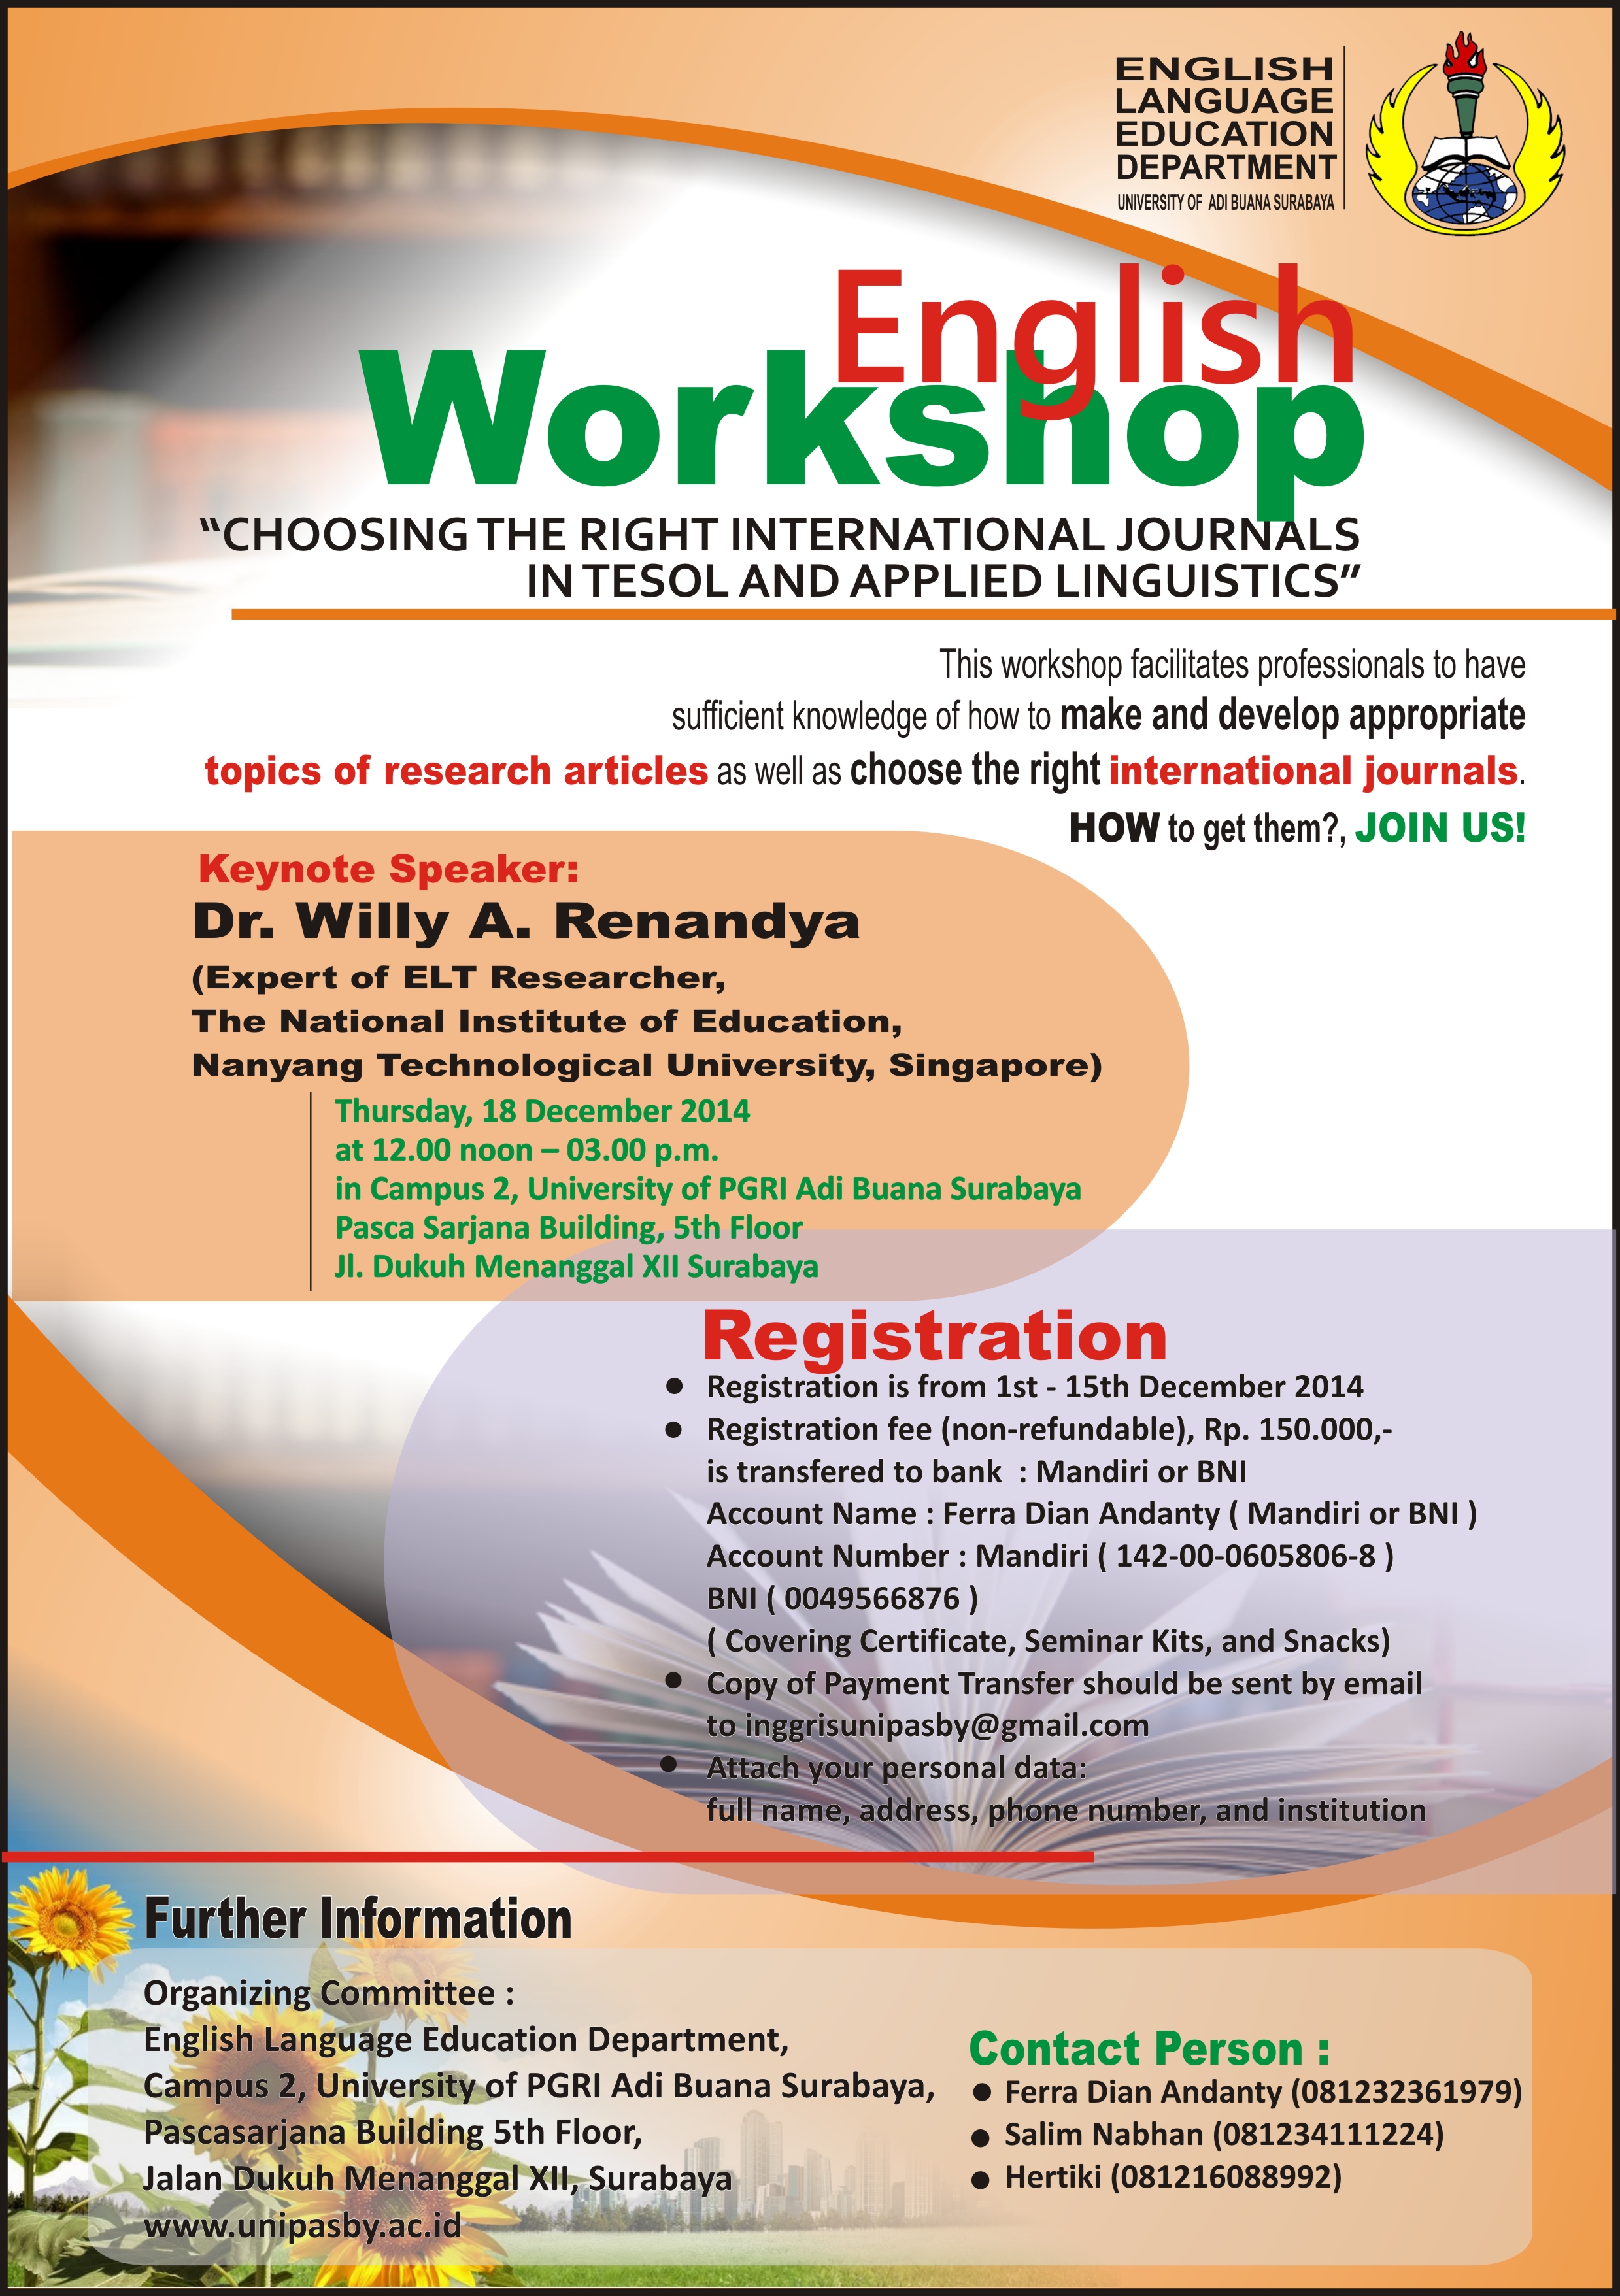 ENGLISH
LANGUAGE
EDUCATION
DEPARTMENT
UNIVERSITY OF ADI BUANA SURABAYA
English
Workshop
“CHOOSING THE RIGHT INTERNATIONAL JOURNALS
IN TESOL AND APPLIED LINGUISTICS”
This workshop facilitates professionals to have
sufficient knowledge of how to make and develop appropriate
topics of research articles as well as choose the right international journals.
HOW to get them?, JOIN US!
Keynote Speaker:
Dr. Willy A. Renandya
(Expert of ELT Researcher,
The National Institute of Education,
Nanyang Technological University, Singapore)
Thursday, 18 December 2014
at 12.00 noon – 03.00 p.m.
in Campus 2, University of PGRI Adi Buana Surabaya
Pasca Sarjana Building, 5th Floor
Jl. Dukuh Menanggal XII Surabaya
Registration
• Registration is from 1st - 15th December 2014
• Registration fee (non-refundable), Rp. 150.000,-
is transfered to bank : Mandiri or BNI
Account Name : Ferra Dian Andanty ( Mandiri or BNI )
Account Number : Mandiri ( 142-00-0605806-8 )
BNI ( 0049566876 )
( Covering Certificate, Seminar Kits, and Snacks)
• Copy of Payment Transfer should be sent by email
to inggrisunipasby@gmail.com
• Attach your personal data:
full name, address, phone number, and institution
Further Information
Organizing Committee :
English Language Education Department,
Campus 2, University of PGRI Adi Buana Surabaya,
Pascasarjana Building 5th Floor,
Jalan Dukuh Menanggal XII, Surabaya
www.unipasby.ac.id
Contact Person :
• Ferra Dian Andanty (081232361979)
• Salim Nabhan (081234111224)
• Hertiki (081216088992)